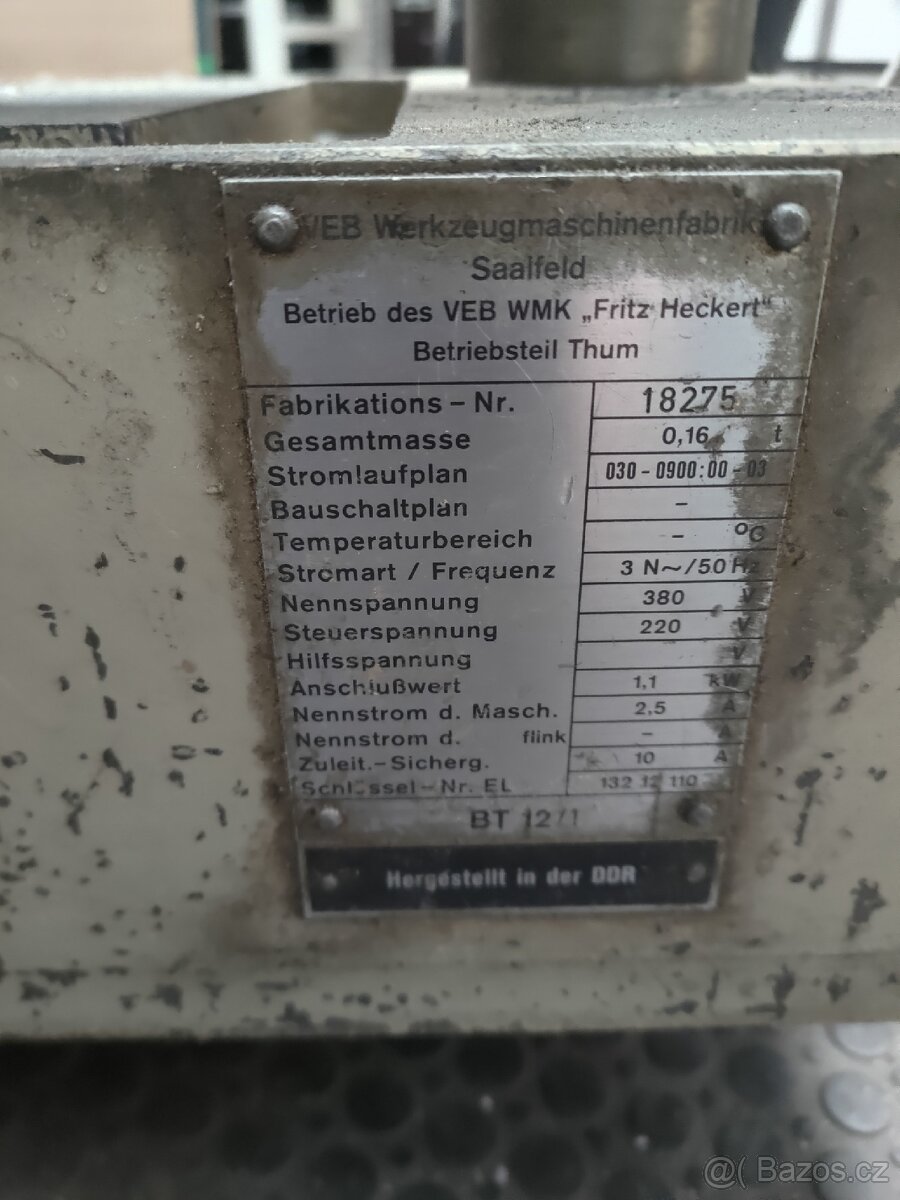 VEB Werkzeugmaschinenfabrik
Saalfeld
Betrieb des VEB WMK „Fritz Heckert"
Betriebsteil Thum
Fabrikations - Nr. 18275
Gesamtmasse 0,16 t
Stromlaufplan 030-0900:00-03
Bauschaltplan -
Temperaturbereich - °C
Stromart / Frequenz 3 N~/50 Hz
Nennspannung 380 V
Steuerspannung 220 V
Hilfsspannung V
Anschlußwert 1,1 kW
Nennstrom d. Masch. 2,5 A
Nennstrom d. flink - A
Zuleit.-Sicherg. 10 A
Schlüssel-Nr. EL 132 12 110
BT 12/1
Hergestellt in der DDR
@( Bazos.cz